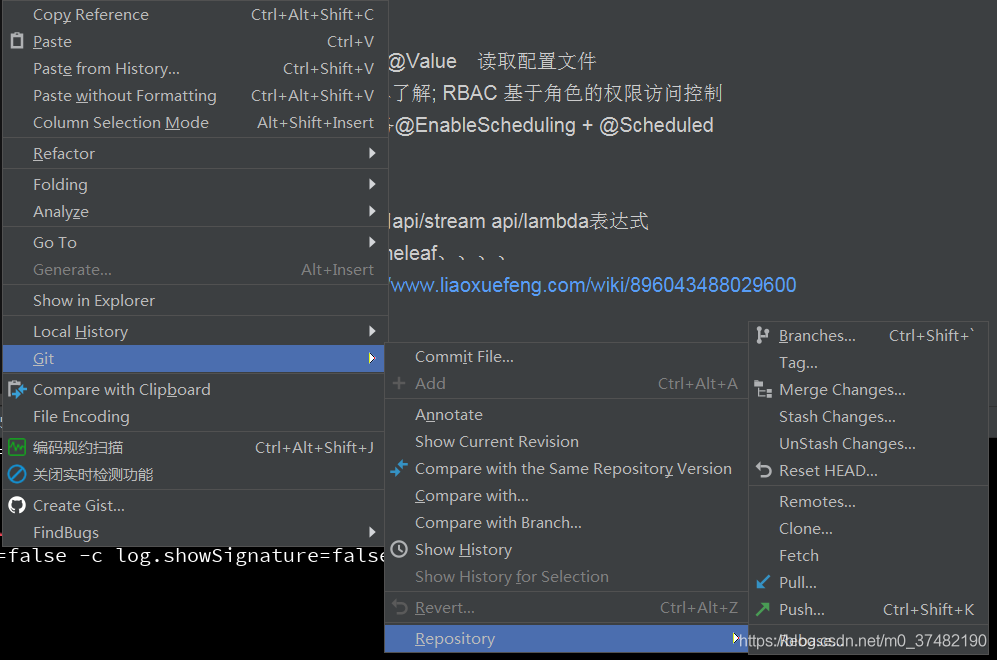 Copy Reference Ctrl+Alt+Shift+C
Paste Ctrl+V
Paste from History... Ctrl+Shift+V
Paste without Formatting Ctrl+Alt+Shift+V
Column Selection Mode Alt+Shift+Insert
Refactor
Folding
Analyze
Go To
Generate... Alt+Insert
Show in Explorer
Local History
Git
Compare with Clipboard
File Encoding
编码规约扫描 Ctrl+Alt+Shift+J
关闭实时检测功能
Create Gist...
FindBugs
=false -c log.showSignature=false
@Value 读取配置文件
了解; RBAC 基于角色的权限访问控制
@EnableScheduling + @Scheduled
api/stream api/lambda表达式
eleaf、、、、
/www.liaoxuefeng.com/wiki/896043488029600
Commit File...
Add Ctrl+Alt+A
Annotate
Show Current Revision
Compare with the Same Repository Version
Compare with...
Compare with Branch...
Show History
Show History for Selection
Revert... Ctrl+Alt+Z
Repository
Branches... Ctrl+Shift+`
Tag...
Merge Changes...
Stash Changes...
UnStash Changes...
Reset HEAD...
Remotes...
Clone...
Fetch
Pull...
Push... Ctrl+Shift+K
https://blog.csdn.net/m0_37482190